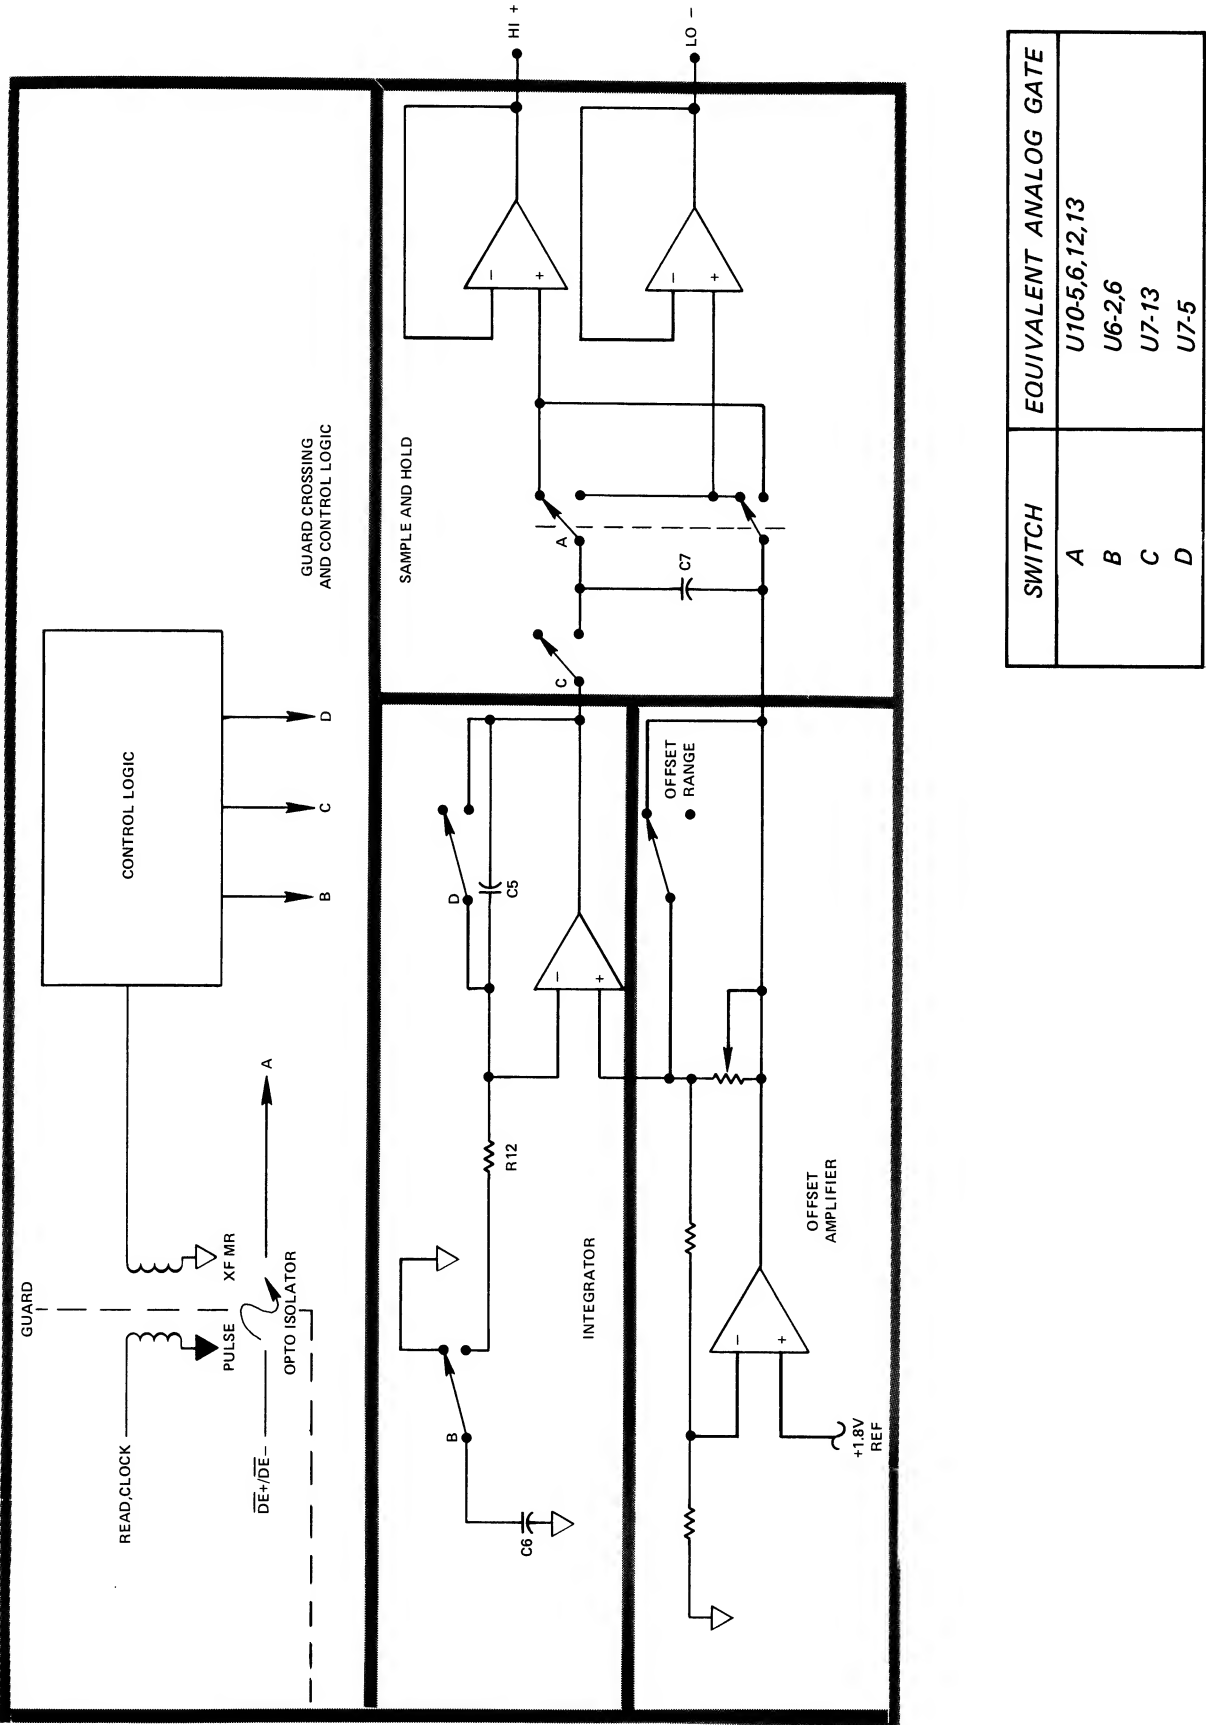 GUARD
READ,CLOCK
DE+/DE-
PULSE XFMR
OPTO ISOLATOR
A
CONTROL LOGIC
B
C
D
GUARD CROSSING
AND CONTROL LOGIC
C6
B
R12
D
C5
INTEGRATOR
+1.8V
REF
-
+
OFFSET
AMPLIFIER
-
+
OFFSET
RANGE
SAMPLE AND HOLD
C
A
C7
-
+
-
+
HI +
LO -
SWITCH EQUIVALENT ANALOG GATE
A U10-5,6,12,13
B U6-2,6
C U7-13
D U7-5